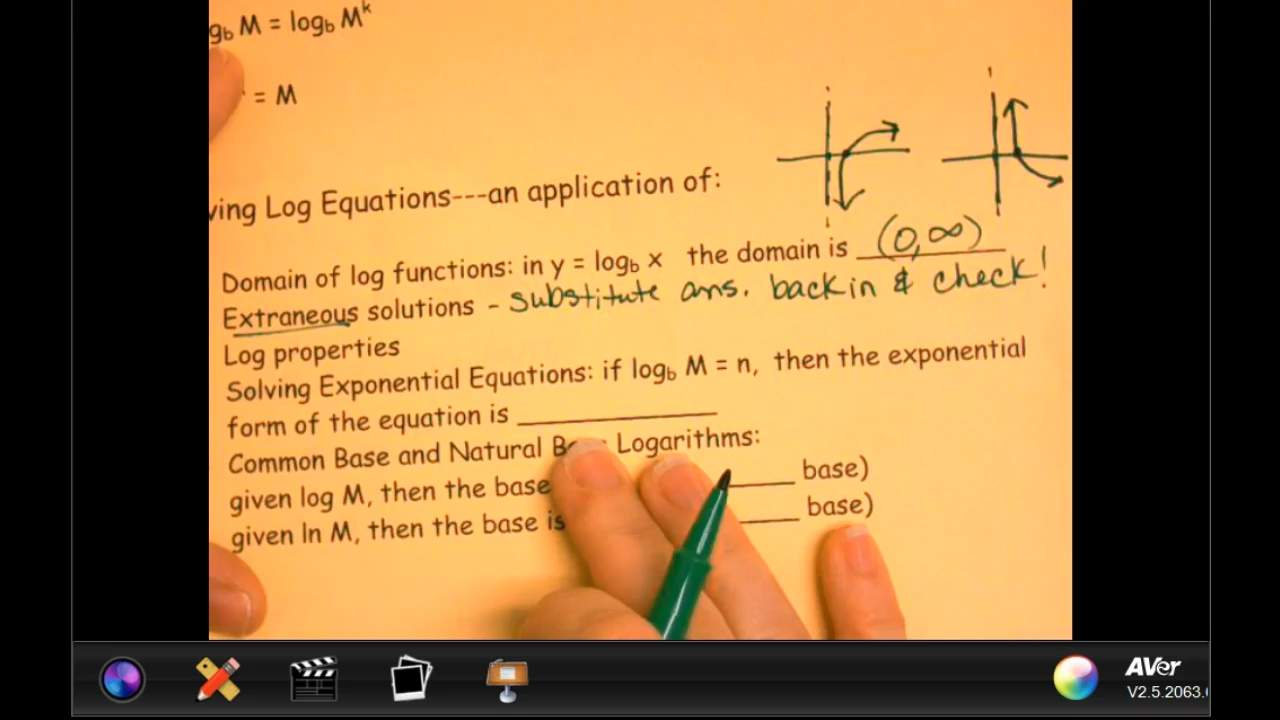 gb M = logb M^k
= M
ving Log Equations---an application of:
Domain of log functions: in y = logb x the domain is (0, ∞)
Extraneous solutions - substitute ans. back in & check!
Log properties
Solving Exponential Equations: if logb M = n, then the exponential
form of the equation is __________
Common Base and Natural Logarithms:
given log M, then the base _____ base)
given ln M, then the base is _____ base)
AVer
V2.5.2063.